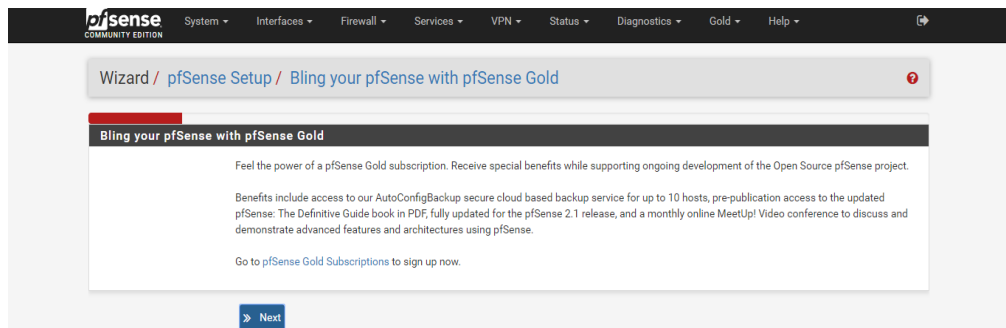 pfsense System Interfaces Firewall Services VPN Status Diagnostics Gold Help
COMMUNITY EDITION
Wizard / pfSense Setup / Bling your pfSense with pfSense Gold
Bling your pfSense with pfSense Gold
Feel the power of a pfSense Gold subscription. Receive special benefits while supporting ongoing development of the Open Source pfSense project.
Benefits include access to our AutoConfigBackup secure cloud based backup service for up to 10 hosts, pre-publication access to the updated
pfSense: The Definitive Guide book in PDF, fully updated for the pfSense 2.1 release, and a monthly online MeetUp! Video conference to discuss and
demonstrate advanced features and architectures using pfSense.
Go to pfSense Gold Subscriptions to sign up now.
» Next